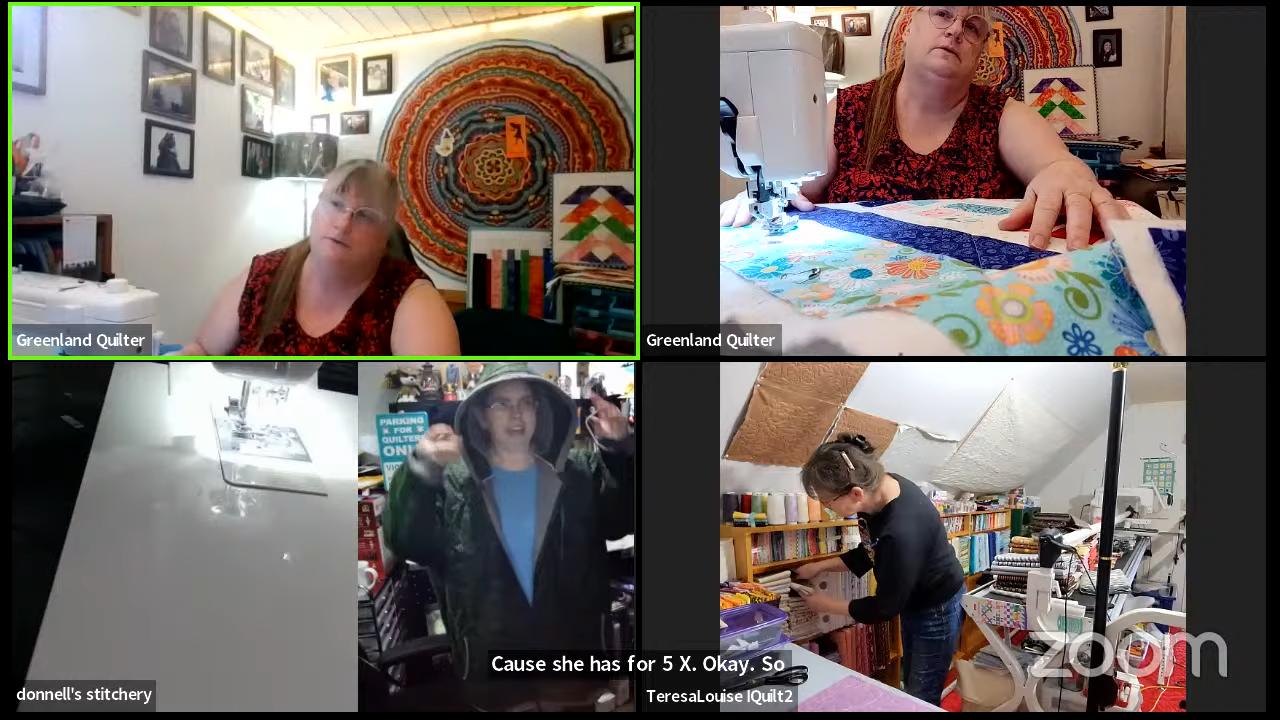 Greenland Quilter
Greenland Quilter
PARKING
FOR
QUILTERS
ONLY
donnell's stitchery
Cause she has for 5 X. Okay. So
TeresaLouise IQuilt2
zoom